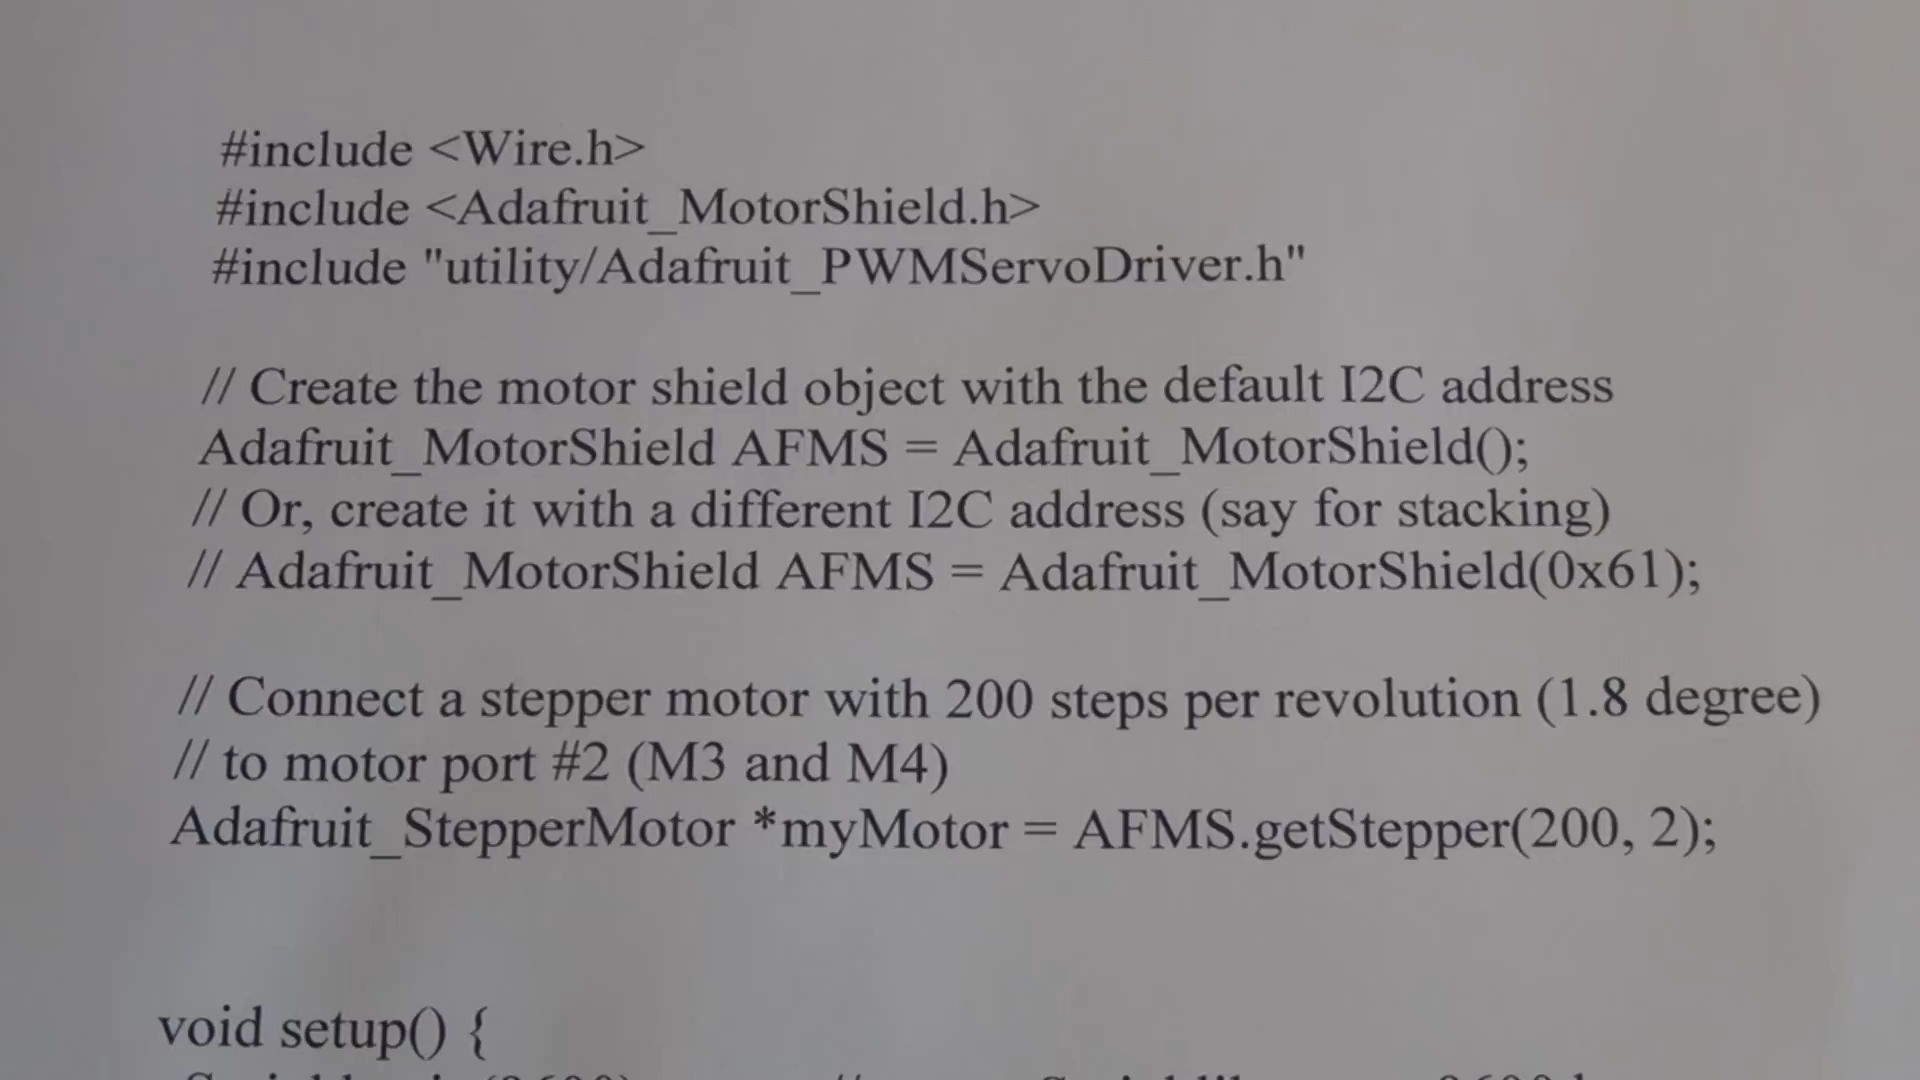 #include <Wire.h>
#include <Adafruit_MotorShield.h>
#include "utility/Adafruit_PWMServoDriver.h"
// Create the motor shield object with the default I2C address
Adafruit_MotorShield AFMS = Adafruit_MotorShield();
// Or, create it with a different I2C address (say for stacking)
// Adafruit_MotorShield AFMS = Adafruit_MotorShield(0x61);
// Connect a stepper motor with 200 steps per revolution (1.8 degree)
// to motor port #2 (M3 and M4)
Adafruit_StepperMotor *myMotor = AFMS.getStepper(200, 2);
void setup() {